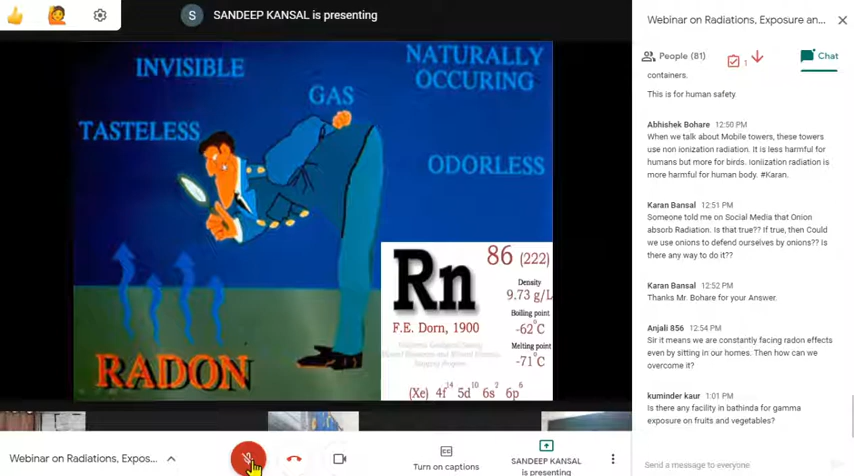 S SANDEEP KANSAL is presenting
Webinar on Radiations, Exposure an...
People (81)
1
Chat
INVISIBLE
NATURALLY
OCCURING
GAS
TASTELESS
ODORLESS
RADON
86 (222)
Rn
Density
9.73 g/L
Boiling point
-62°C
F.E. Dorn, 1900
Melting point
-71°C
(Xe) 4f14 5d10 6s2 6p6
containers.
This is for human safety
Abhishek Bohare 12:50 PM
When we talk about Mobile towers, these towers
use non ionization radiation. It is less harmful for
humans but more for birds. Ioniization radiation is
more harmful for human body. #Karan.
Karan Bansal 12:51 PM
Someone told me on Social Media that Onion
absorb Radiation. Is that true?? If true, then Could
we use onions to defend ourselves by onions?? Is
there any way to do it??
Karan Bansal 12:52 PM
Thanks Mr. Bohare for your Answer.
Anjali 856 12:54 PM
Sir it means we are constantly facing radon effects
even by sitting in our homes. Then how can we
overcome it?
kuminder kaur 1:01 PM
Is there any facility in bathinda for gamma
exposure on fruits and vegetables?
Send a message to everyone
Webinar on Radiations, Expos...
Turn on captions
SANDEEP KANSAL
is presenting